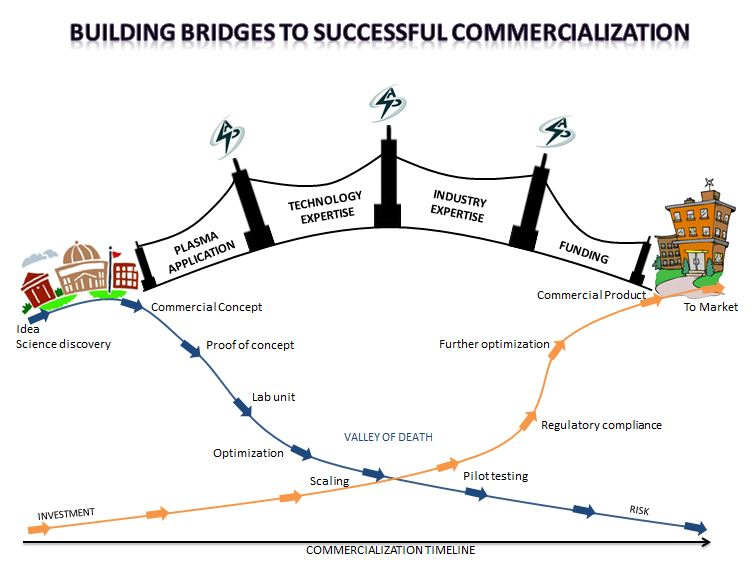 BUILDING BRIDGES TO SUCCESSFUL COMMERCIALIZATION
PLASMA
APPLICATION
TECHNOLOGY
EXPERTISE
INDUSTRY
EXPERTISE
FUNDING
Idea
Science discovery
Commercial Concept
Commercial Product
To Market
Proof of concept
Further optimization
Lab unit
Regulatory compliance
VALLEY OF DEATH
Optimization
Scaling
Pilot testing
INVESTMENT
RISK
COMMERCIALIZATION TIMELINE